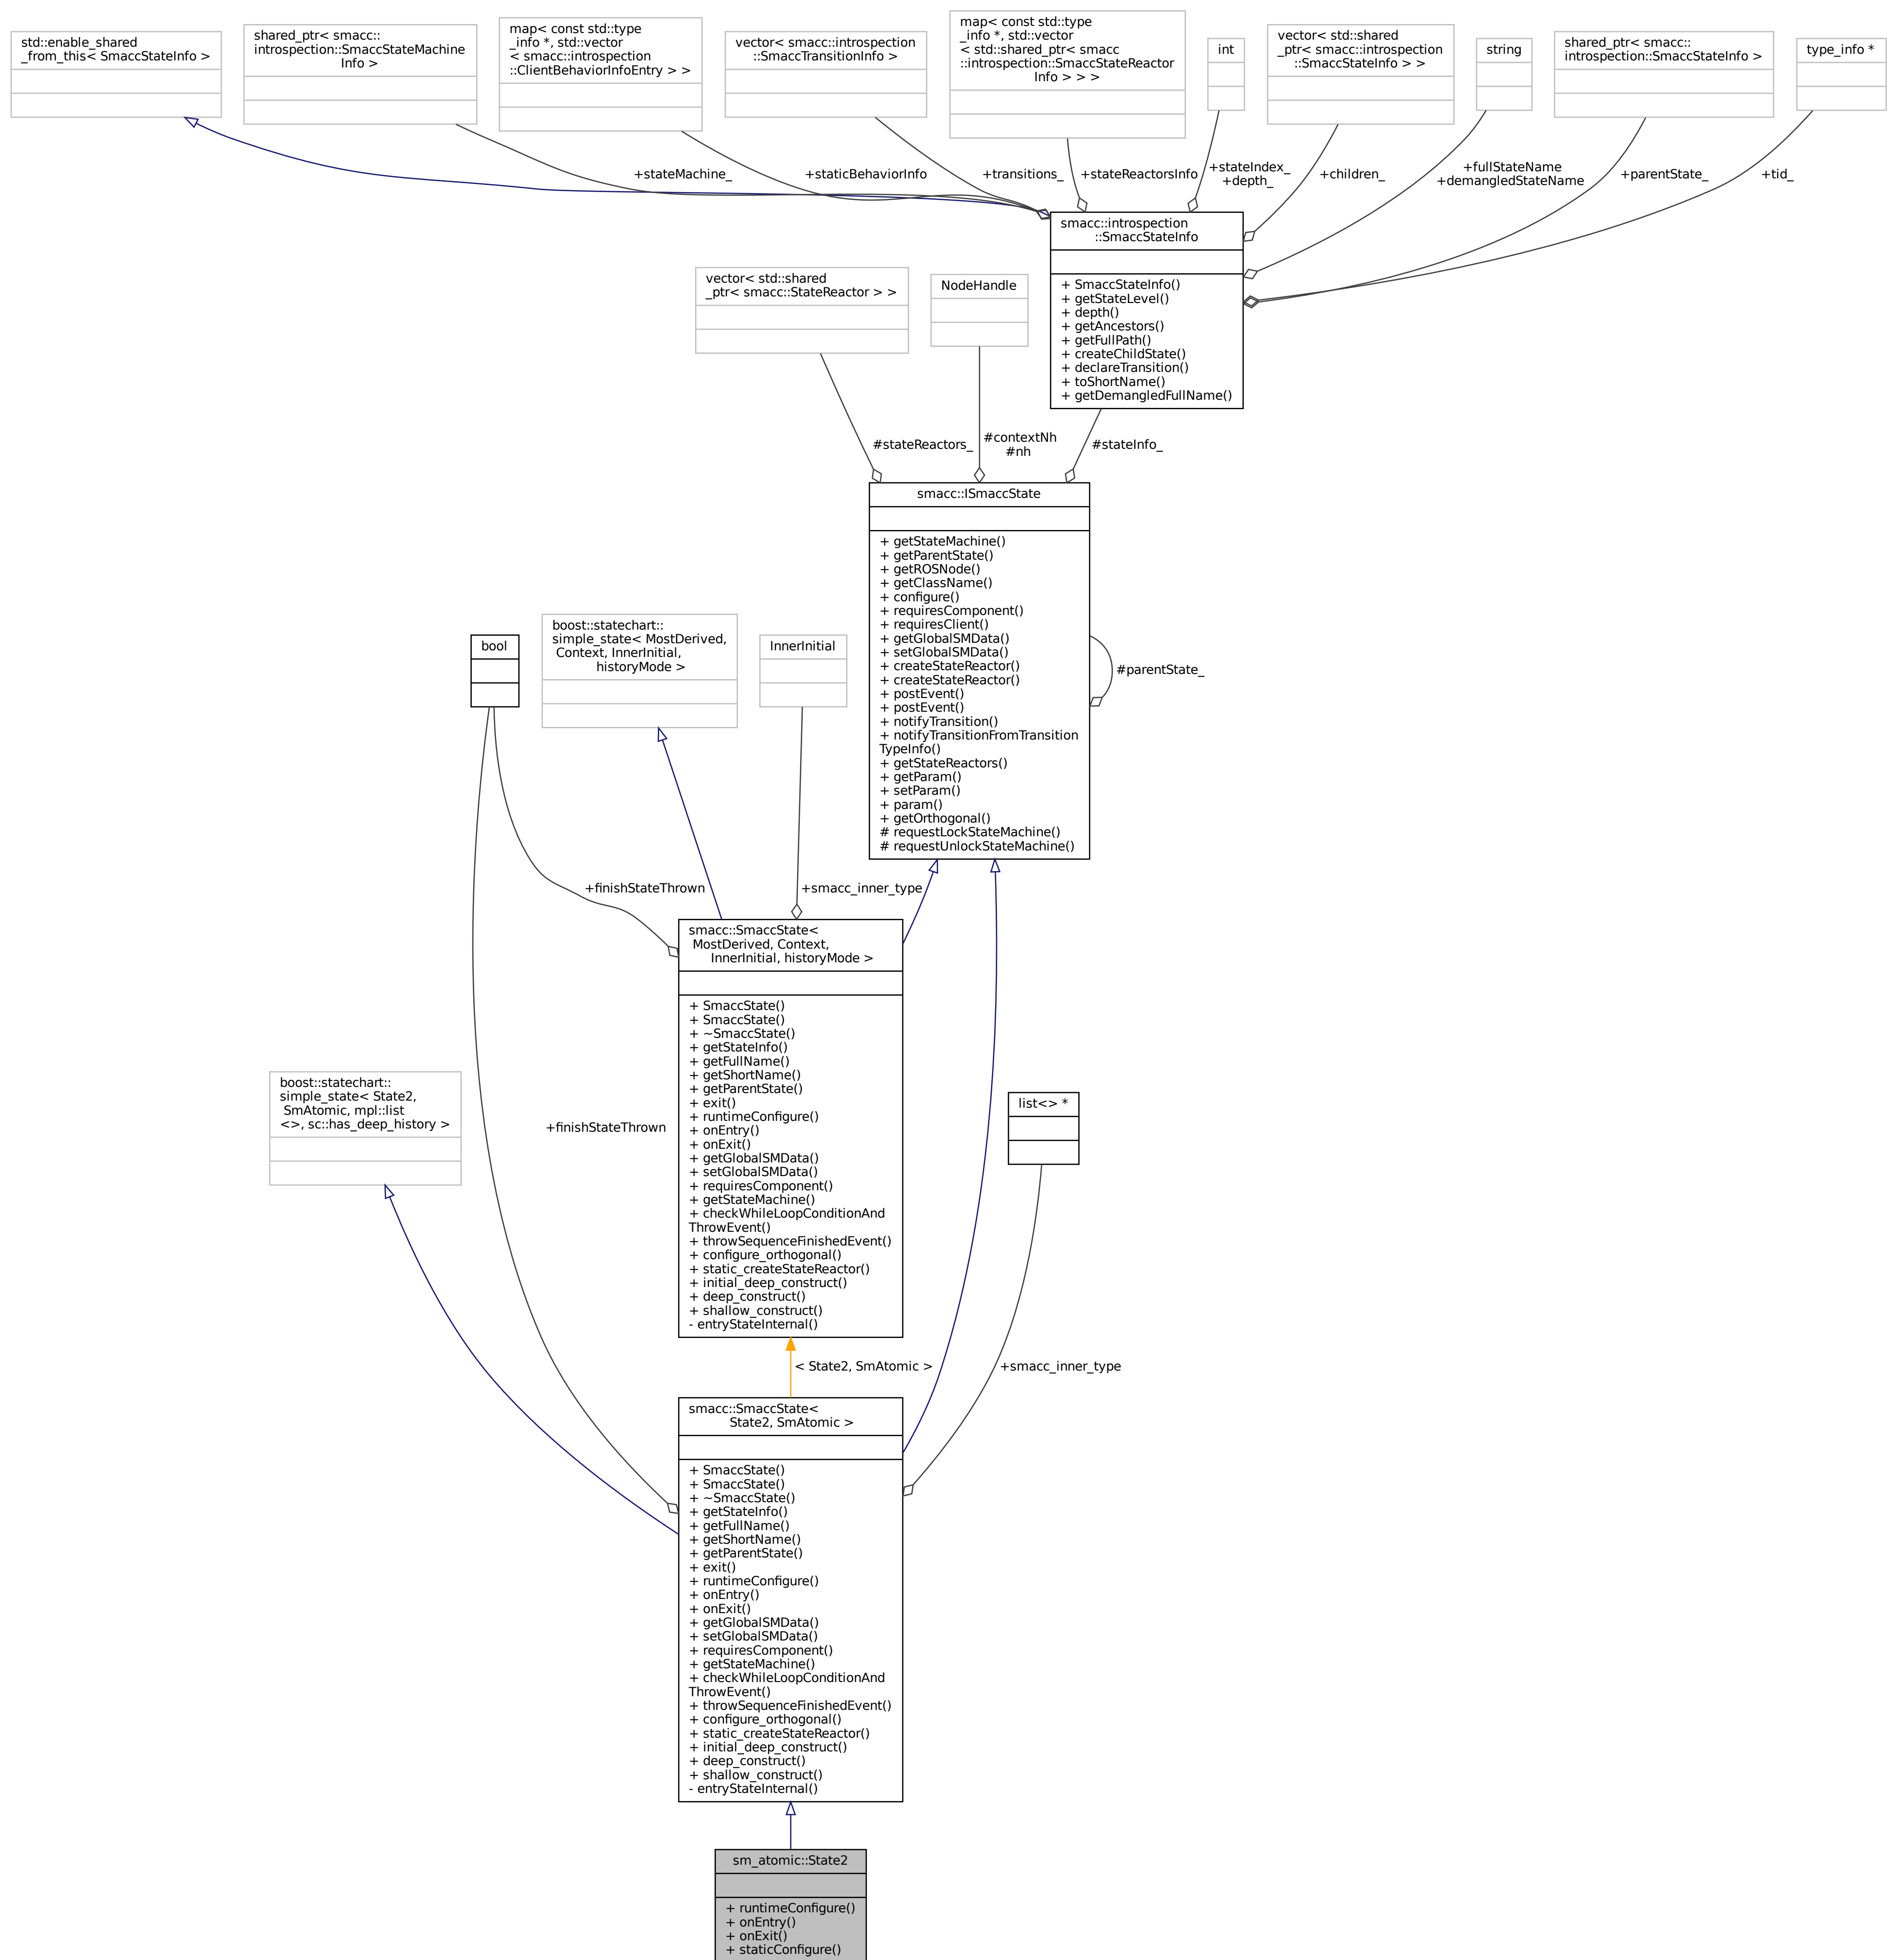 std::enable_shared
_from_this< SmaccStateInfo >
shared_ptr< smacc::
introspection::SmaccStateMachine
Info >
map< const std::type
_info *, std::vector
< smacc::introspection
::ClientBehaviorInfoEntry > >
vector< smacc::introspection
::SmaccTransitionInfo >
map< const std::type
_info *, std::vector
< std::shared_ptr< smacc
::introspection::SmaccStateReactor
Info > > >
int
vector< std::shared
_ptr< smacc::introspection
::SmaccStateInfo > >
string
shared_ptr< smacc::
introspection::SmaccStateInfo >
type_info *
+stateMachine_
+staticBehaviorInfo
+transitions_
+stateReactorsInfo
+stateIndex_
+depth_
+children_
+fullStateName
+demangledStateName
+parentState_
+tid_
smacc::introspection
::SmaccStateInfo
+ SmaccStateInfo()
+ getStateLevel()
+ depth()
+ getAncestors()
+ getFullPath()
+ createChildState()
+ declareTransition()
+ toShortName()
+ getDemangledFullName()
vector< std::shared
_ptr< smacc::StateReactor > >
NodeHandle
#stateReactors_
#contextNh
#nh
#stateInfo_
smacc::ISmaccState
+ getStateMachine()
+ getParentState()
+ getROSNode()
+ getClassName()
+ configure()
+ requiresComponent()
+ requiresClient()
+ getGlobalSMData()
+ setGlobalSMData()
+ createStateReactor()
+ createStateReactor()
+ postEvent()
+ postEvent()
+ notifyTransition()
+ notifyTransitionFromTransition
TypeInfo()
+ getStateReactors()
+ getParam()
+ setParam()
+ param()
+ getOrthogonal()
# requestLockStateMachine()
# requestUnlockStateMachine()
#parentState_
bool
boost::statechart::
simple_state< MostDerived,
Context, InnerInitial,
historyMode >
InnerInitial
+finishStateThrown
+smacc_inner_type
smacc::SmaccState<
MostDerived, Context,
InnerInitial, historyMode >
+ SmaccState()
+ SmaccState()
+ ~SmaccState()
+ getStateInfo()
+ getFullName()
+ getShortName()
+ getParentState()
+ exit()
+ runtimeConfigure()
+ onEntry()
+ onExit()
+ getGlobalSMData()
+ setGlobalSMData()
+ requiresComponent()
+ getStateMachine()
+ checkWhileLoopConditionAnd
ThrowEvent()
+ throwSequenceFinishedEvent()
+ configure_orthogonal()
+ static_createStateReactor()
+ initial_deep_construct()
+ deep_construct()
+ shallow_construct()
- entryStateInternal()
boost::statechart::
simple_state< State2,
SmAtomic, mpl::list
<>, sc::has_deep_history >
+finishStateThrown
list<> *
< State2, SmAtomic >
+smacc_inner_type
smacc::SmaccState<
State2, SmAtomic >
+ SmaccState()
+ SmaccState()
+ ~SmaccState()
+ getStateInfo()
+ getFullName()
+ getShortName()
+ getParentState()
+ exit()
+ runtimeConfigure()
+ onEntry()
+ onExit()
+ getGlobalSMData()
+ setGlobalSMData()
+ requiresComponent()
+ getStateMachine()
+ checkWhileLoopConditionAnd
ThrowEvent()
+ throwSequenceFinishedEvent()
+ configure_orthogonal()
+ static_createStateReactor()
+ initial_deep_construct()
+ deep_construct()
+ shallow_construct()
- entryStateInternal()
sm_atomic::State2
+ runtimeConfigure()
+ onEntry()
+ onExit()
+ staticConfigure()